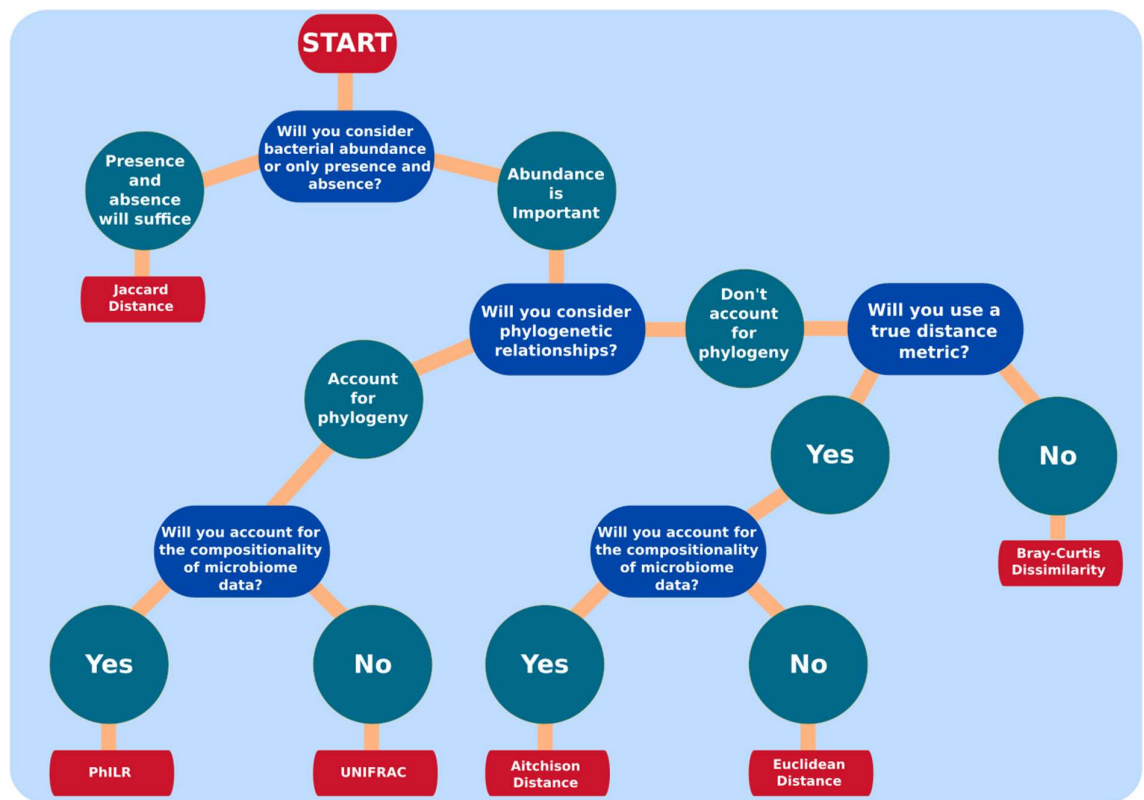 START
Will you consider
bacterial abundance
or only presence and
absence?
Presence
and
absence
will suffice
Abundance
is
Important
Jaccard
Distance
Will you consider
phylogenetic
relationships?
Don't
account
for
phylogeny
Will you use a
true distance
metric?
Account
for
phylogeny
Yes
No
Will you account for
the compositionality
of microbiome
data?
Will you account for
the compositionality
of microbiome
data?
Bray-Curtis
Dissimilarity
Yes
No
Yes
No
PhILR
UNIFRAC
Aitchison
Distance
Euclidean
Distance